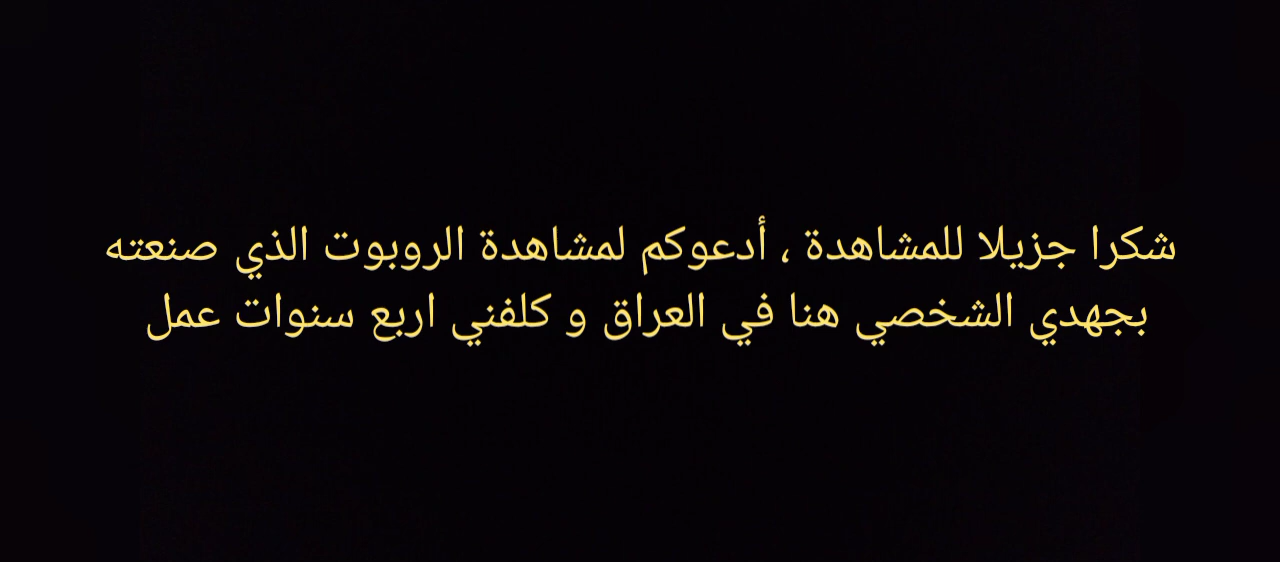 شكرا جزيلا للمشاهدة ، أدعوكم لمشاهدة الروبوت الذي صنعته
بجهدي الشخصي هنا في العراق و كلفني اربع سنوات عمل